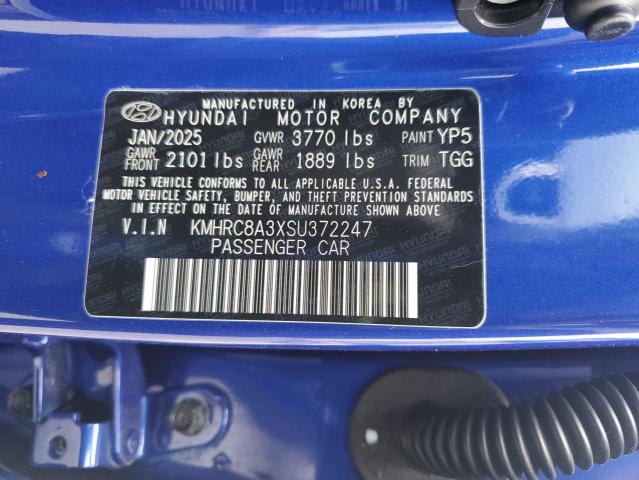 MANUFACTURED IN KOREA BY
HYUNDAI MOTOR COMPANY
JAN/2025 GVWR 3770 lbs PAINT YP5
GAWR FRONT 2101 lbs GAWR REAR 1889 lbs TRIM TGG
THIS VEHICLE CONFORMS TO ALL APPLICABLE U.S.A. FEDERAL
MOTOR VEHICLE SAFETY, BUMPER, AND THEFT PREVENTION STANDARDS
IN EFFECT ON THE DATE OF MANUFACTURE SHOWN ABOVE
V.I.N KMHRC8A3XSU372247
PASSENGER CAR